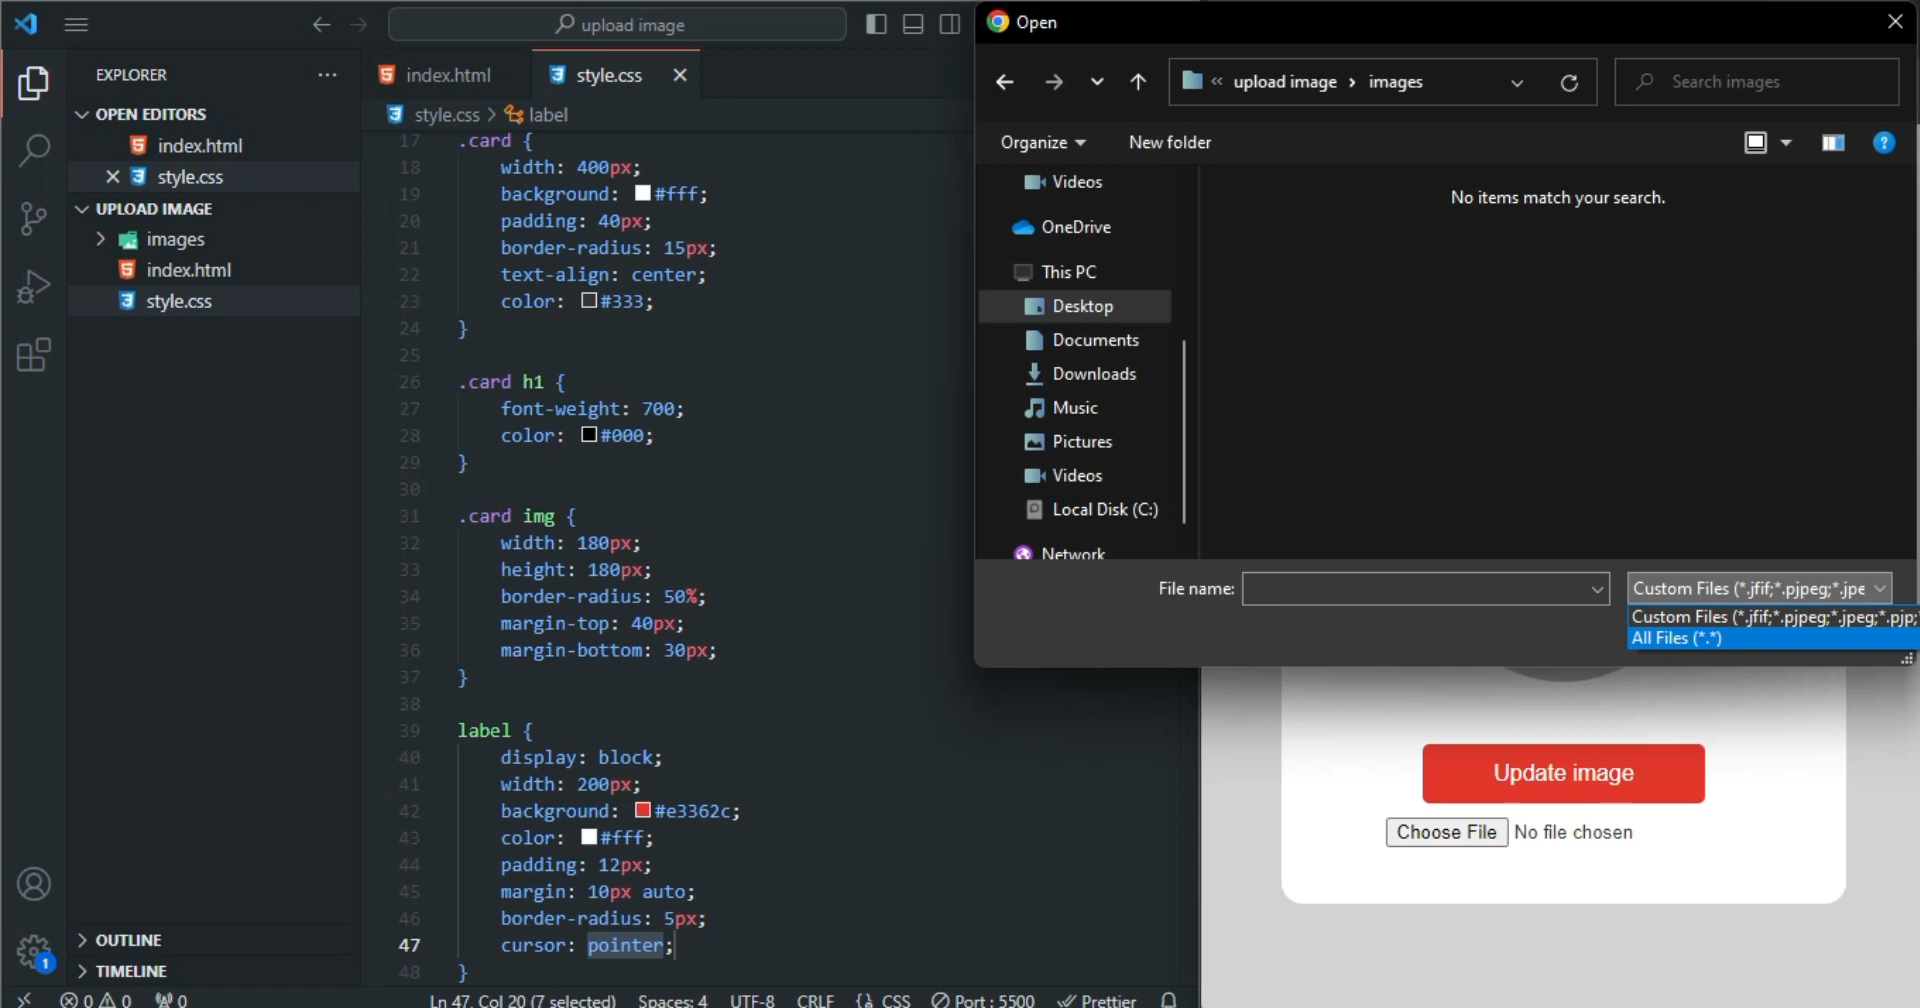 upload image
EXPLORER
OPEN EDITORS
index.html
style.css
UPLOAD IMAGE
images
index.html
style.css
OUTLINE
TIMELINE
1
index.html
style.css
style.css > label
17 .card {
18 width: 400px;
19 background: #fff;
20 padding: 40px;
21 border-radius: 15px;
22 text-align: center;
23 color: #333;
24 }
25
26 .card h1 {
27 font-weight: 700;
28 color: #000;
29 }
30
31 .card img {
32 width: 180px;
33 height: 180px;
34 border-radius: 50%;
35 margin-top: 40px;
36 margin-bottom: 30px;
37 }
38
39 label {
40 display: block;
41 width: 200px;
42 background: #e3362c;
43 color: #fff;
44 padding: 12px;
45 margin: 10px auto;
46 border-radius: 5px;
47 cursor: pointer;
48 }
0 0 0 Ln 47, Col 20 (7 selected) Spaces: 4 UTF-8 CRLF {} CSS Port : 5500 Prettier
Open
« upload image > images
Search images
Organize
New folder
Videos
OneDrive
This PC
Desktop
Documents
Downloads
Music
Pictures
Videos
Local Disk (C:)
Network
No items match your search.
File name:
Custom Files (*.jfif;*.pjpeg;*.jpe
Custom Files (*.jfif;*.pjpeg;*.jpeg;*.pjp;*
All Files (*.*)
Update image
Choose File No file chosen